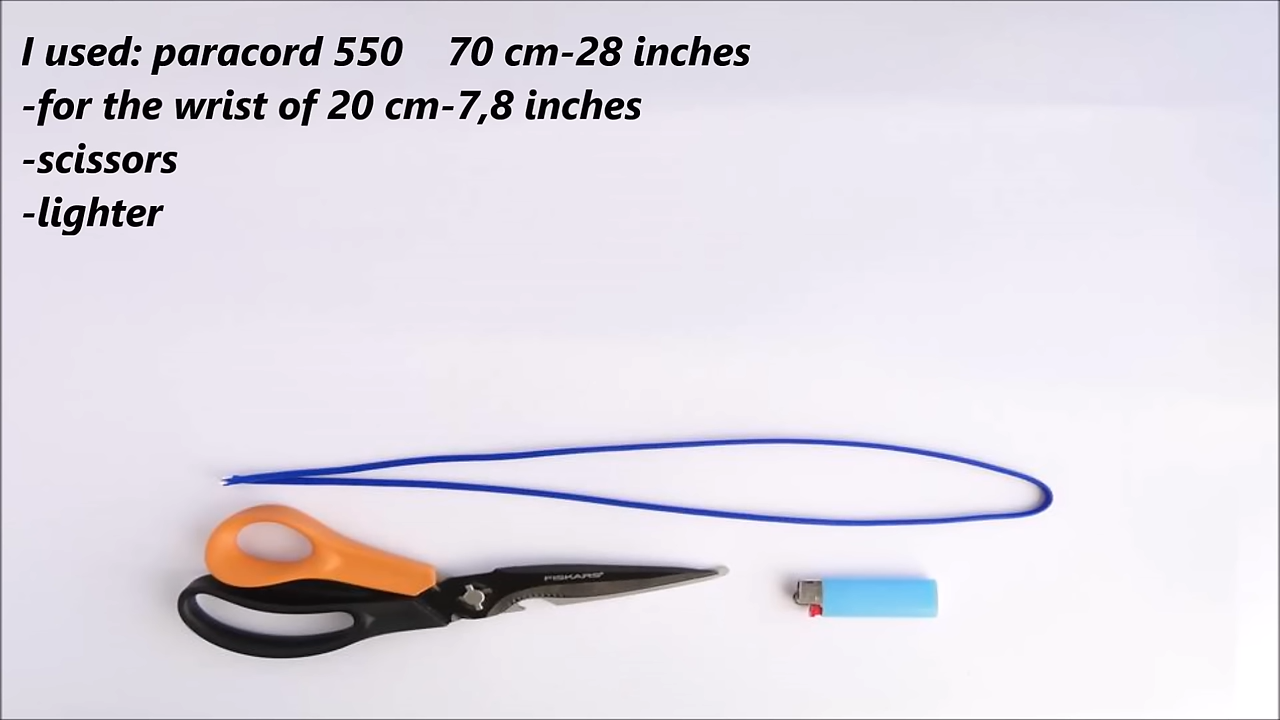 I used: paracord 550 70 cm-28 inches
-for the wrist of 20 cm-7,8 inches
-scissors
-lighter
FISKARS